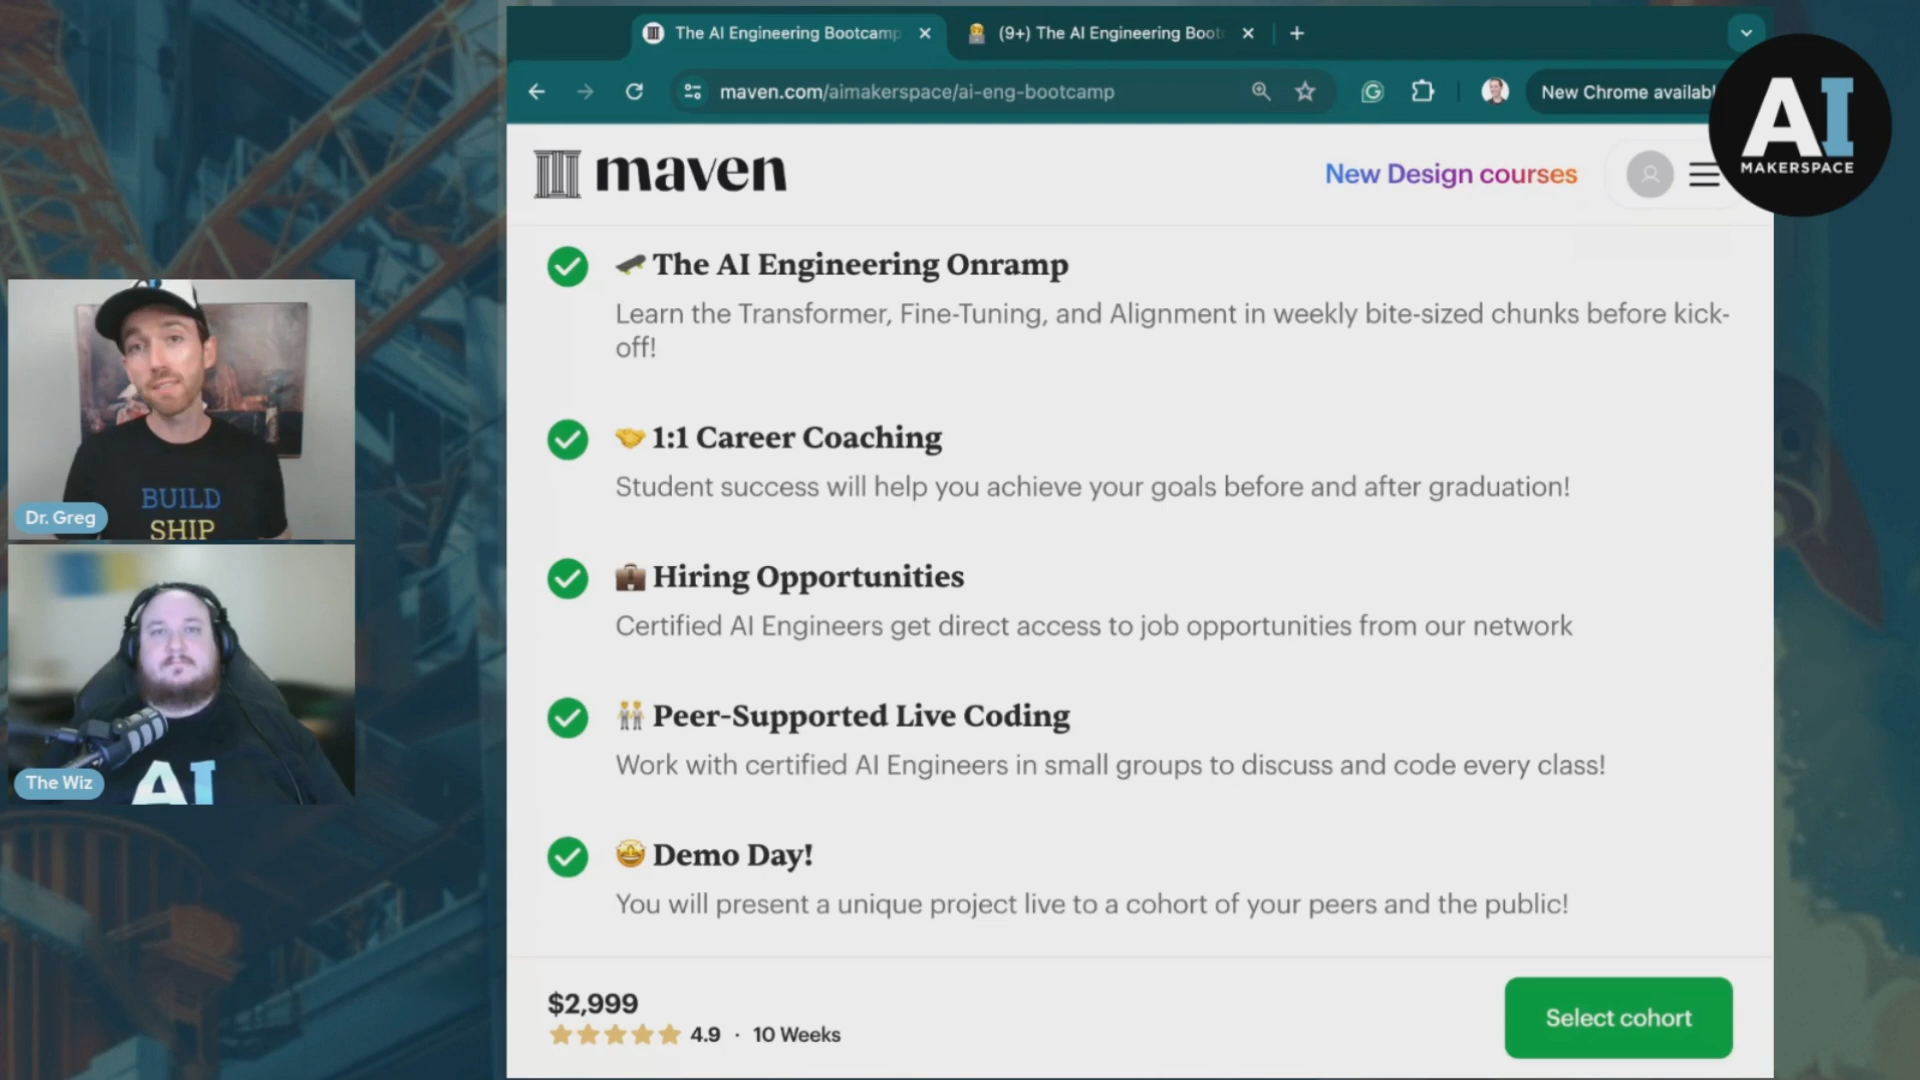 The AI Engineering Bootcamp
(9+) The AI Engineering Boot
maven.com/aimakerspace/ai-eng-bootcamp
New Chrome availabl
AI
MAKERSPACE
maven
New Design courses
The AI Engineering Onramp
Learn the Transformer, Fine-Tuning, and Alignment in weekly bite-sized chunks before kick-
off!
1:1 Career Coaching
Student success will help you achieve your goals before and after graduation!
Hiring Opportunities
Certified AI Engineers get direct access to job opportunities from our network
Peer-Supported Live Coding
Work with certified AI Engineers in small groups to discuss and code every class!
Demo Day!
You will present a unique project live to a cohort of your peers and the public!
$2,999
4.9 · 10 Weeks
Select cohort
BUILD
SHIP
Dr. Greg
The Wiz
AI